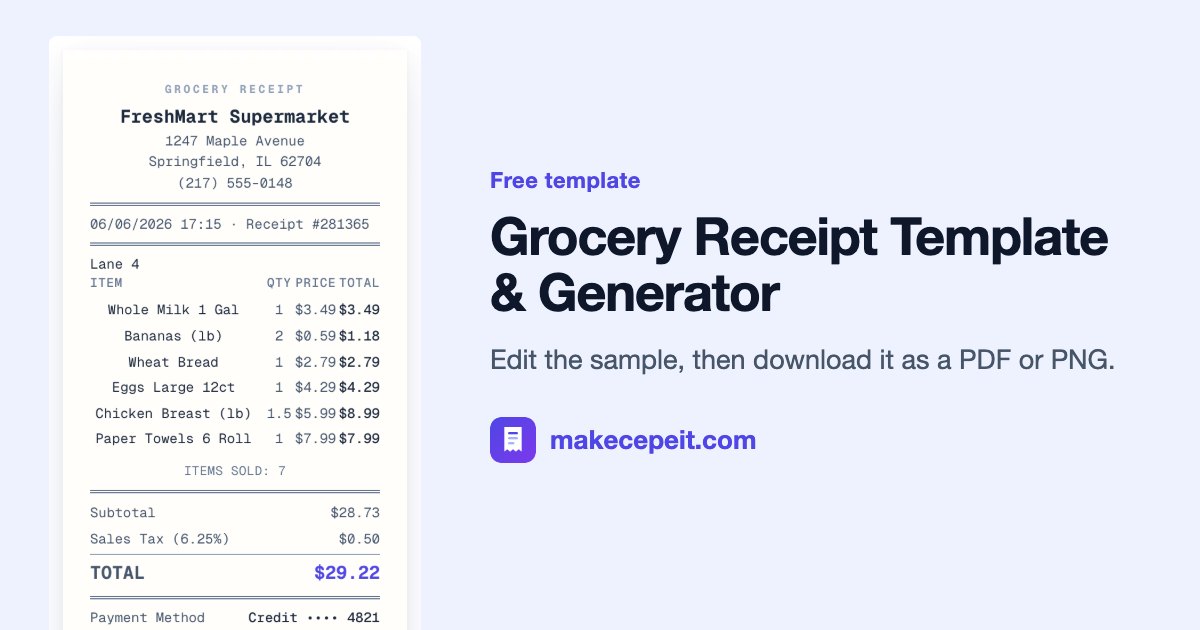 GROCERY RECEIPT
FreshMart Supermarket
1247 Maple Avenue
Springfield, IL 62704
(217) 555-0148
06/06/2026 17:15 · Receipt #281365
Lane 4
ITEM QTY PRICE TOTAL
Whole Milk 1 Gal 1 $3.49 $3.49
Bananas (lb) 2 $0.59 $1.18
Wheat Bread 1 $2.79 $2.79
Eggs Large 12ct 1 $4.29 $4.29
Chicken Breast (lb) 1.5 $5.99 $8.99
Paper Towels 6 Roll 1 $7.99 $7.99
ITEMS SOLD: 7
Subtotal $28.73
Sales Tax (6.25%) $0.50
TOTAL $29.22
Payment Method Credit •••• 4821
Free template
Grocery Receipt Template
& Generator
Edit the sample, then download it as a PDF or PNG.
makecepeit.com